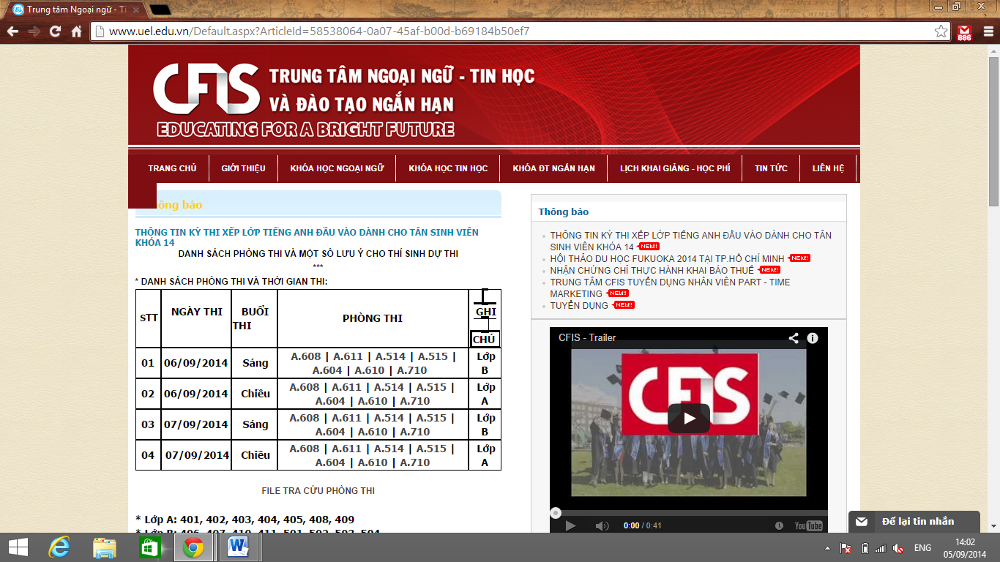 Trung tâm Ngoại ngữ - Ti
www.uel.edu.vn/Default.aspx?ArticleId=58538064-0a07-45af-b00d-b69184b50ef7
886
CFIS
TRUNG TÂM NGOẠI NGỮ - TIN HỌC
VÀ ĐÀO TẠO NGẮN HẠN
EDUCATING FOR A BRIGHT FUTURE
TRANG CHỦ GIỚI THIỆU KHÓA HỌC NGOẠI NGỮ KHÓA HỌC TIN HỌC KHÓA ĐT NGẮN HẠN LỊCH KHAI GIẢNG - HỌC PHÍ TIN TỨC LIÊN HỆ
ông báo
THÔNG TIN KỲ THI XẾP LỚP TIẾNG ANH ĐẦU VÀO DÀNH CHO TÂN SINH VIÊN
KHÓA 14
DANH SÁCH PHÒNG THI VÀ MỘT SỐ LƯU Ý CHO THÍ SINH DỰ THI
***
* DANH SÁCH PHÒNG THI VÀ THỜI GIAN THI:
STT NGÀY THI BUỔI THI PHÒNG THI GHI CHÚ
01 06/09/2014 Sáng A.608 | A.611 | A.514 | A.515 | Lớp
A.604 | A.610 | A.710 B
02 06/09/2014 Chiều A.608 | A.611 | A.514 | A.515 | Lớp
A.604 | A.610 | A.710 A
03 07/09/2014 Sáng A.608 | A.611 | A.514 | A.515 | Lớp
A.604 | A.610 | A.710 B
04 07/09/2014 Chiều A.608 | A.611 | A.514 | A.515 | Lớp
A.604 | A.610 | A.710 A
FILE TRA CỨU PHÒNG THI
* Lớp A: 401, 402, 403, 404, 405, 408, 409
* Lớp B: 406, 407, 410, 411, 501, 502, 503, 504
Thông báo
THÔNG TIN KỲ THI XẾP LỚP TIẾNG ANH ĐẦU VÀO DÀNH CHO TÂN
SINH VIÊN KHÓA 14 NEW!!
HỘI THẢO DU HỌC FUKUOKA 2014 TẠI TP.HỒ CHÍ MINH NEW!!
NHẬN CHỨNG CHỈ THỰC HÀNH KHAI BÁO THUẾ NEW!!
TRUNG TÂM CFIS TUYỂN DỤNG NHÂN VIÊN PART - TIME
MARKETING NEW!!
TUYỂN DỤNG NEW!!
CFIS - Trailer
CFIS
0:00 / 0:41 YouTube
Để lại tin nhắn
ENG 14:02
05/09/2014